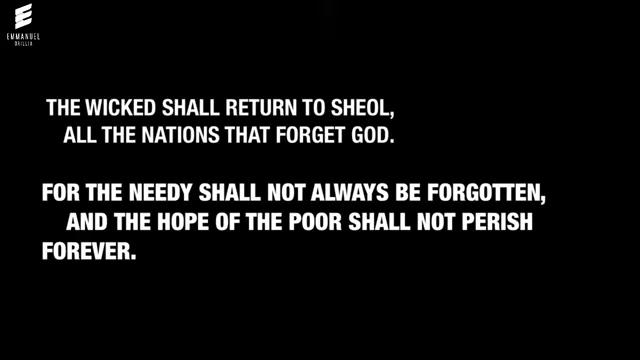 EMMANUEL
ORILLIA
THE WICKED SHALL RETURN TO SHEOL,
ALL THE NATIONS THAT FORGET GOD.
FOR THE NEEDY SHALL NOT ALWAYS BE FORGOTTEN,
AND THE HOPE OF THE POOR SHALL NOT PERISH
FOREVER.